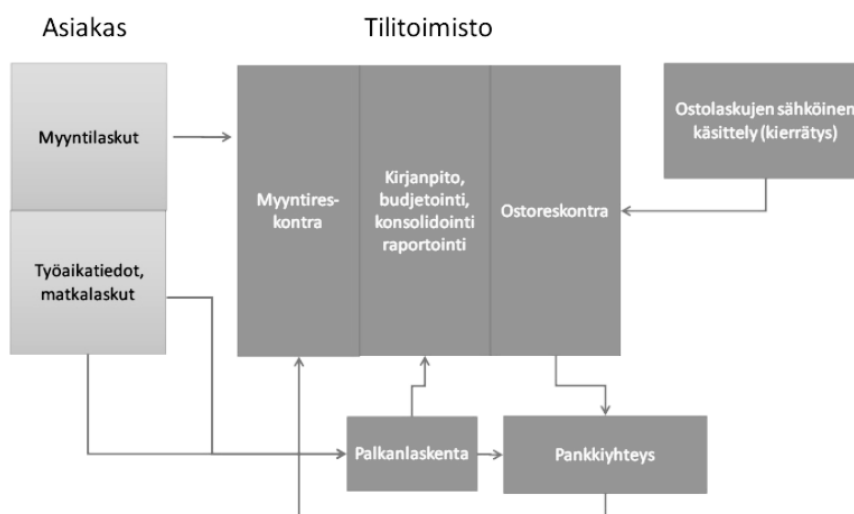 Asiakas
Tilitoimisto
Myyntilaskut
Työaikatiedot,
matkalaskut
Myyntires-
kontra
Kirjanpito,
budjetointi,
konsolidointi
raportointi
Ostoreskontra
Ostolaskujen sähköinen
käsittely (kierrätys)
Palkanlaskenta
Pankkiyhteys